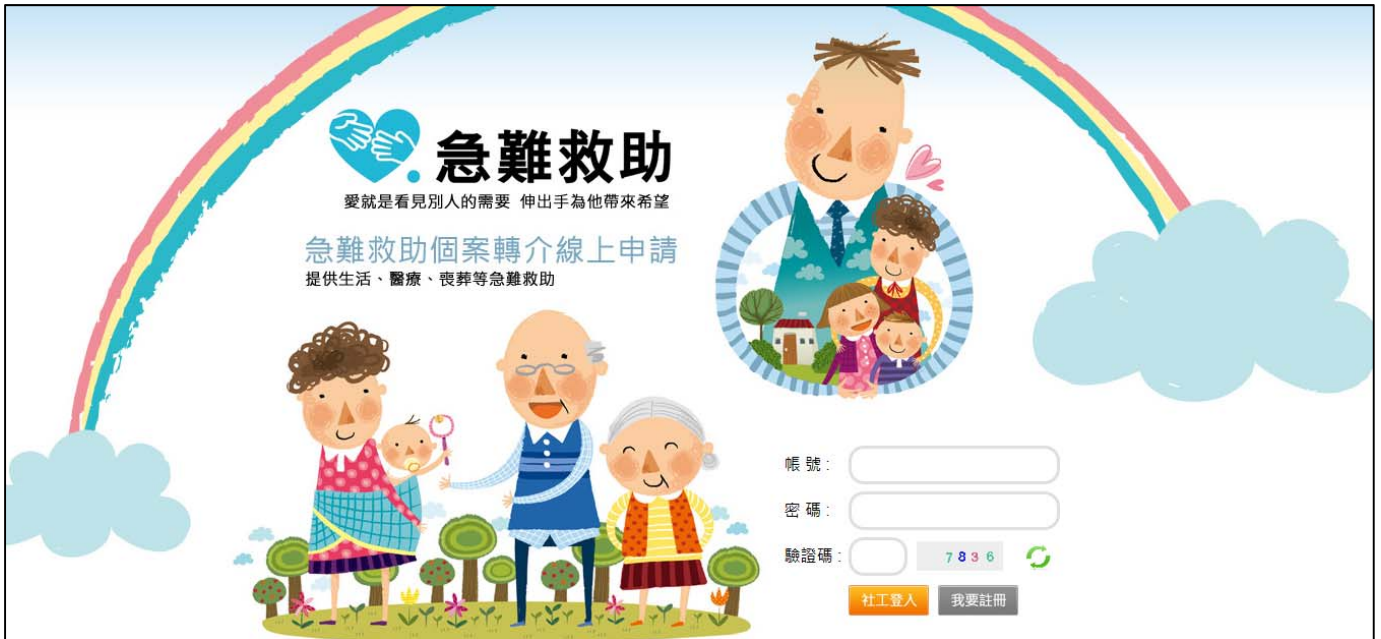 急難救助
愛就是看見別人的需要 伸出手為他帶來希望
急難救助個案轉介線上申請
提供生活、醫療、喪葬等急難救助
帳號：
密碼：
驗證碼： 7836
社工登入 我要註冊